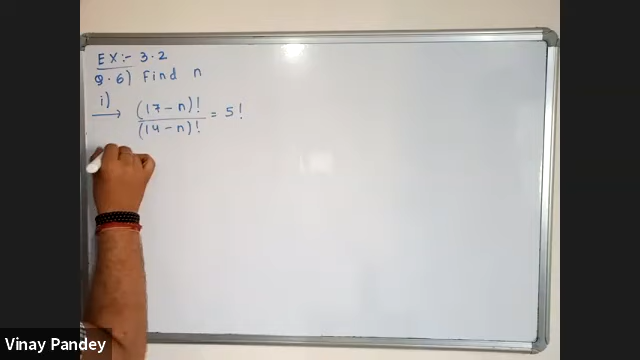 EX:- 3.2
Q.6) Find n
i)
(17-n)!
(14-n)! = 5!
Vinay Pandey